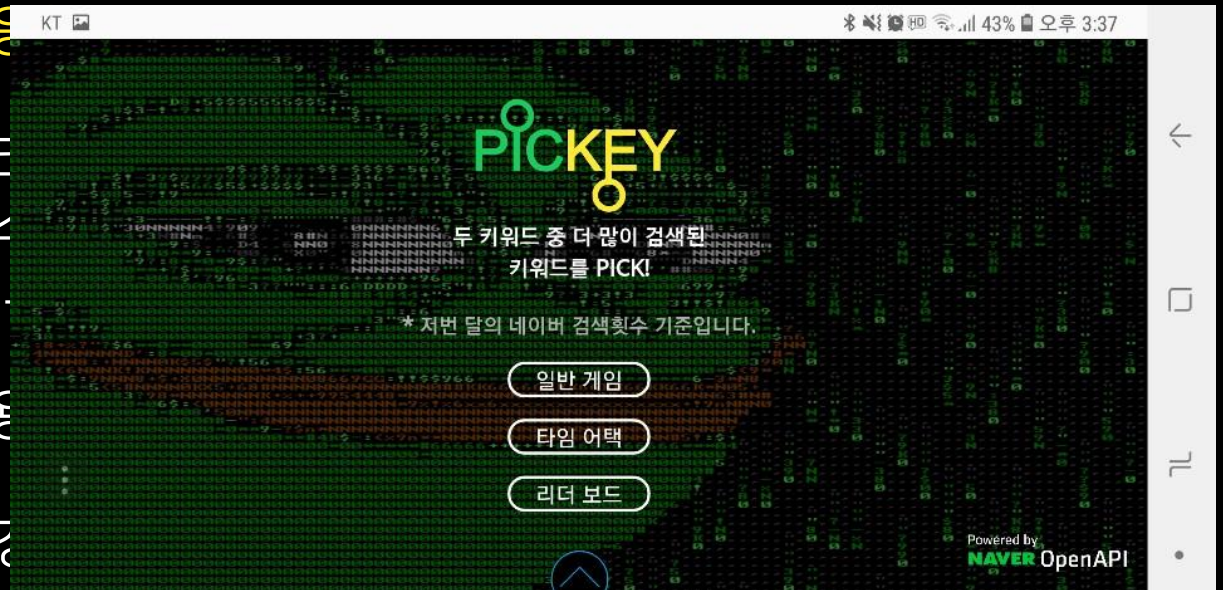 KT
HD 43% 오후 3:37
PICKEY
두 키워드 중 더 많이 검색된
키워드를 PICK!
* 저번 달의 네이버 검색횟수 기준입니다.
일반 게임
타임 어택
리더 보드
Powered by
NAVER OpenAPI